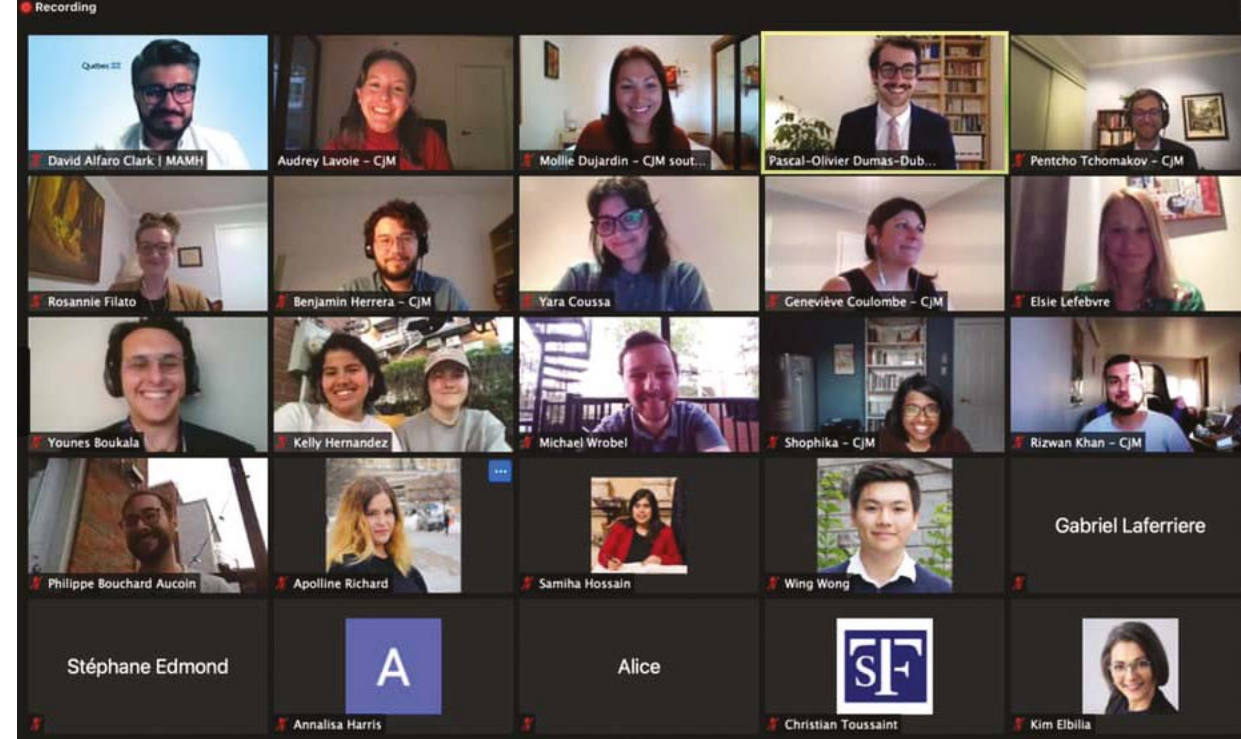 Recording
Québec
David Alfaro Clark | MAMH
Audrey Lavoie – CjM
Mollie Dujardin – CJM sout...
Pascal-Olivier Dumas-Dub...
Pentcho Tchomakov – CjM
Rosannie Filato
Benjamin Herrera – CjM
Yara Coussa
Geneviève Coulombe – CjM
Elsie Lefebvre
Younes Boukala
Kelly Hernandez
Michael Wrobel
Shophika – CjM
Rizwan Khan – CjM
Philippe Bouchard Aucoin
Apolline Richard
Samiha Hossain
Wing Wong
Gabriel Laferriere
Stéphane Edmond
A
Annalisa Harris
Alice
SF
Christian Toussaint
Kim Elbilia